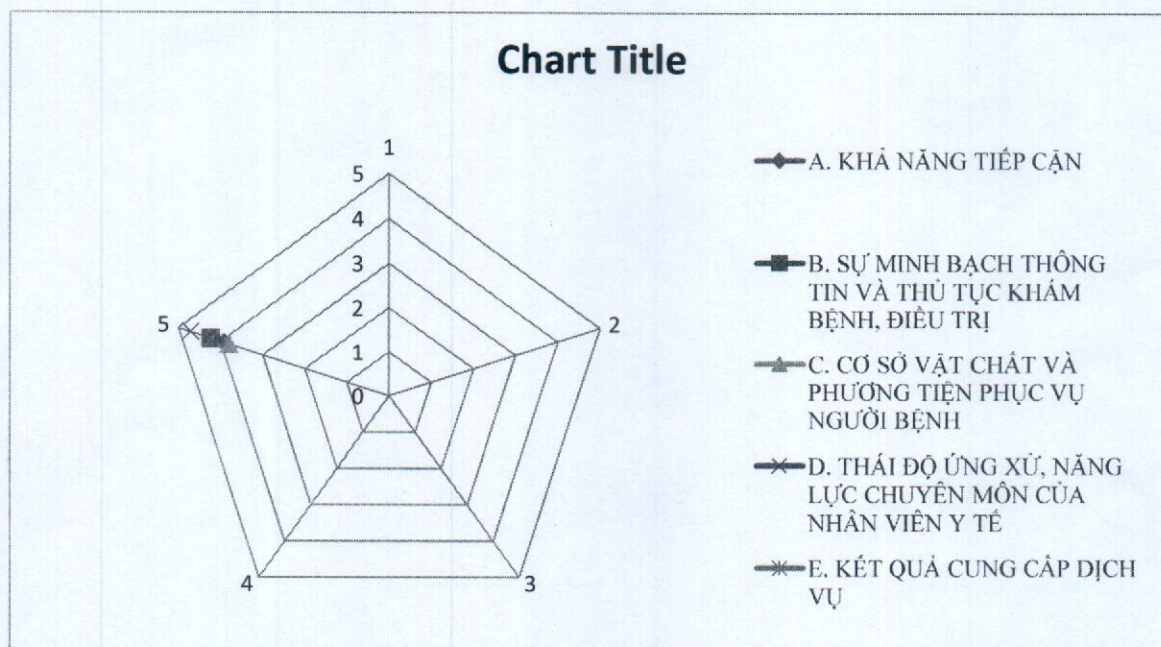 Chart Title
1
5
4
3
2
1
0
2
3
4
5
A. KHẢ NĂNG TIẾP CẬN
B. SỰ MINH BẠCH THÔNG
TIN VÀ THỦ TỤC KHÁM
BỆNH, ĐIỀU TRỊ
C. CƠ SỞ VẬT CHẤT VÀ
PHƯƠNG TIỆN PHỤC VỤ
NGƯỜI BỆNH
D. THÁI ĐỘ ỨNG XỬ, NĂNG
LỰC CHUYÊN MÔN CỦA
NHÂN VIÊN Y TẾ
E. KẾT QUẢ CUNG CẤP DỊCH
VỤ